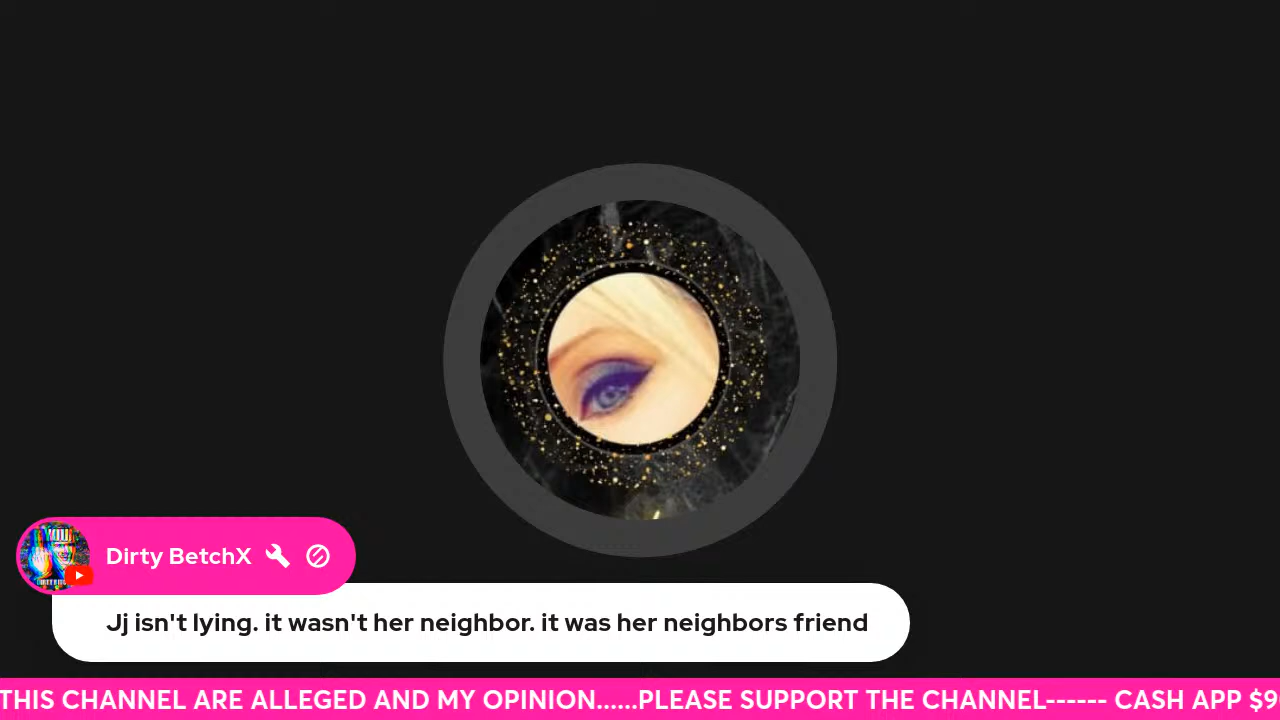 Dirty BetchX
Jj isn't lying. it wasn't her neighbor. it was her neighbors friend
THIS CHANNEL ARE ALLEGED AND MY OPINION......PLEASE SUPPORT THE CHANNEL------ CASH APP $9